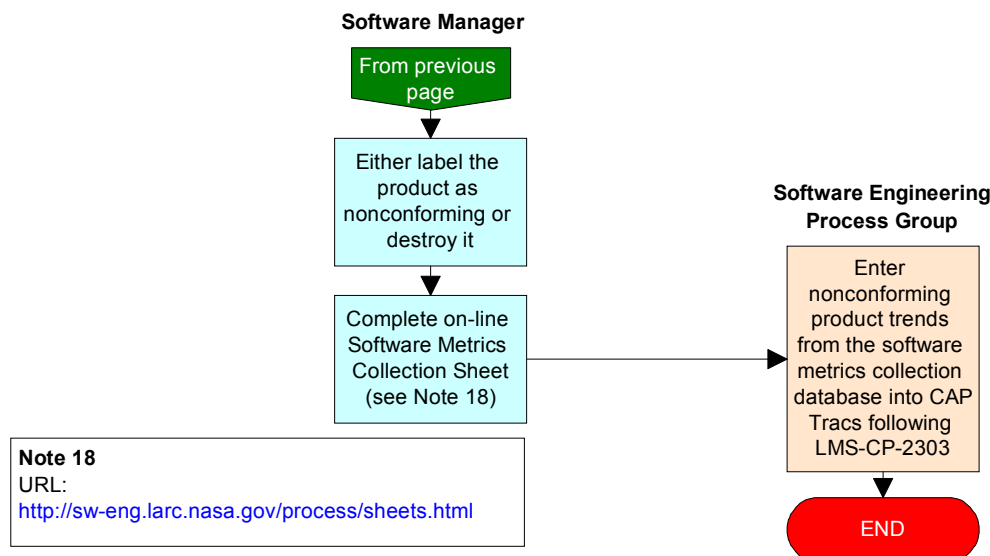 Software Manager
From previous
page
Either label the
product as
nonconforming or
destroy it
Complete on-line
Software Metrics
Collection Sheet
(see Note 18)
Software Engineering
Process Group
Enter
nonconforming
product trends
from the software
metrics collection
database into CAP
Tracs following
LMS-CP-2303
END
Note 18
URL:
http://sw-eng.larc.nasa.gov/process/sheets.html